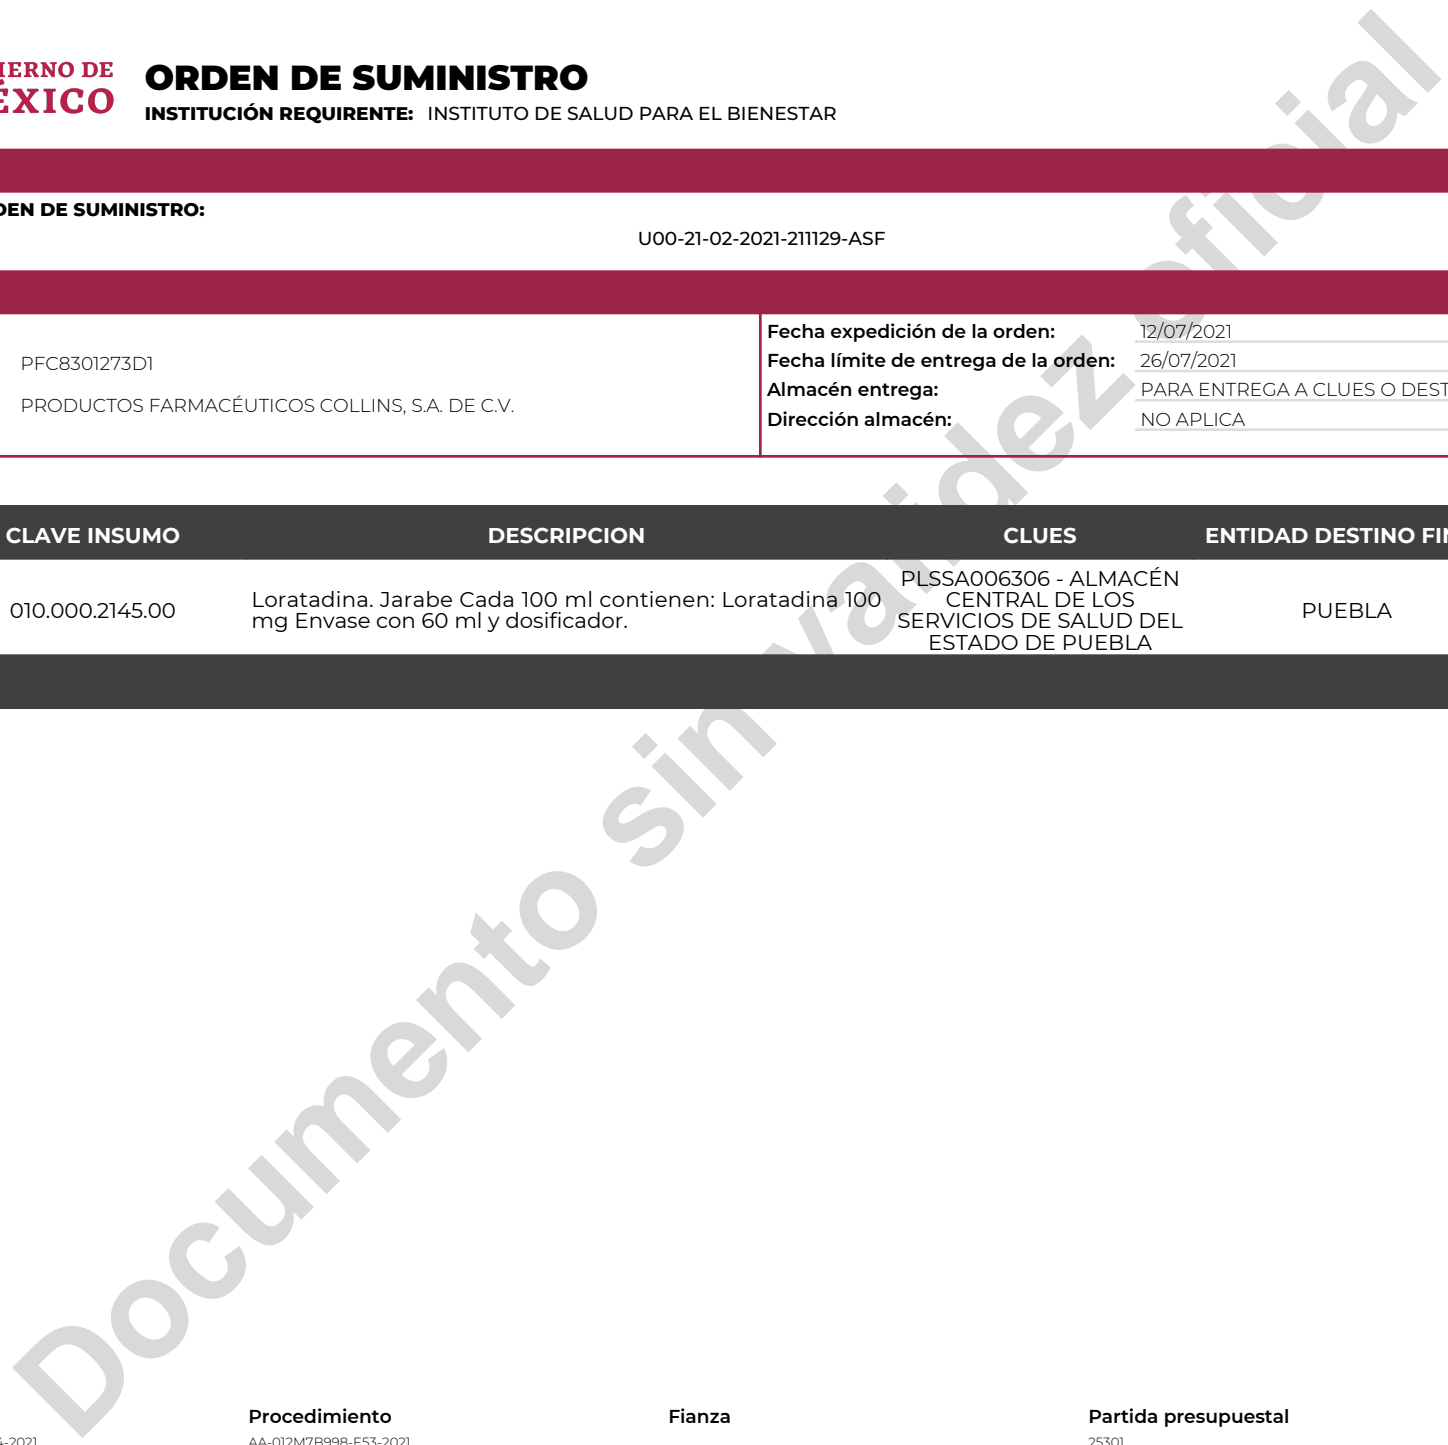 ORDEN DE SUMINISTRO
INSTITUCIÓN REQUIRENTE: INSTITUTO DE SALUD PARA EL BIENESTAR
DE
DE SUMINISTRO:
U00-21-02-2021-211129-ASF
PFC8301273D1
PRODUCTOS FARMACÉUTICOS COLLINS, S.A. DE C.V.
Fecha expedición de la orden: 12/07/2021
Fecha límite de entrega de la orden: 26/07/2021
Almacén entrega: PARA ENTREGA A CLUES O
Dirección almacén: NO APLICA
CLAVE INSUMO DESCRIPCION CLUES ENTIDAD DESTINO
010.000.2145.00
Loratadina. Jarabe Cada 100 ml contienen: Loratadina 100
mg Envase con 60 ml y dosificador.
PLSSA006306 - ALMACÉN
CENTRAL DE LOS
SERVICIOS DE SALUD DEL
ESTADO DE PUEBLA
PUEBLA
Documento sin validez oficial
Procedimiento Fianza Partida presupuestal
AA-012M7B998-E53-2021 25301